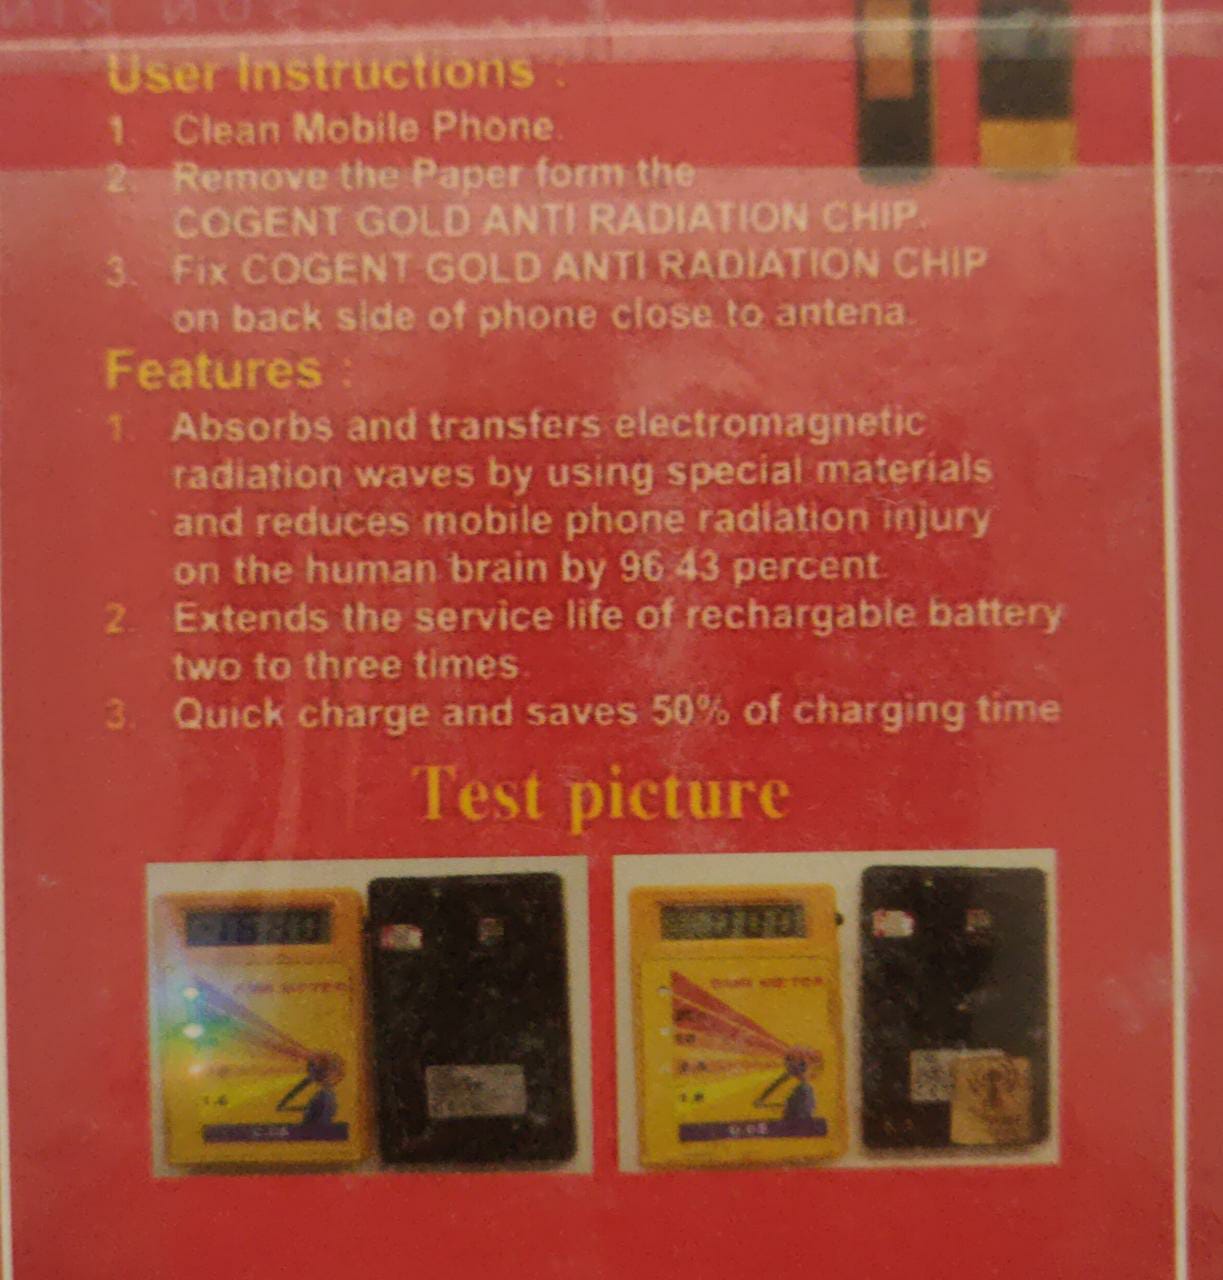 User Instructions :
1. Clean Mobile Phone.
2. Remove the Paper form the
COGENT GOLD ANTI RADIATION CHIP.
3. Fix COGENT GOLD ANTI RADIATION CHIP
on back side of phone close to antena.
Features :
1. Absorbs and transfers electromagnetic
radiation waves by using special materials
and reduces mobile phone radiation injury
on the human brain by 96.43 percent.
2. Extends the service life of rechargable battery
two to three times.
3. Quick charge and saves 50% of charging time
Test picture